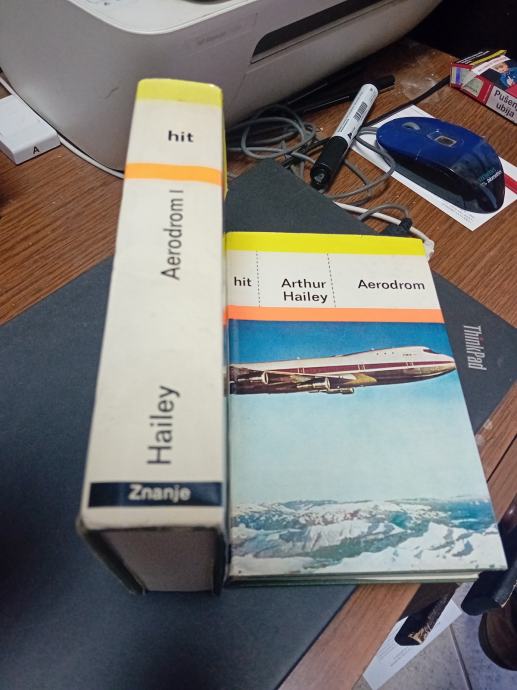 hit
Aerodrom I
Hailey
Znanje
hit
Arthur
Hailey
Aerodrom
ThinkPad
Pušenje
ubija
A